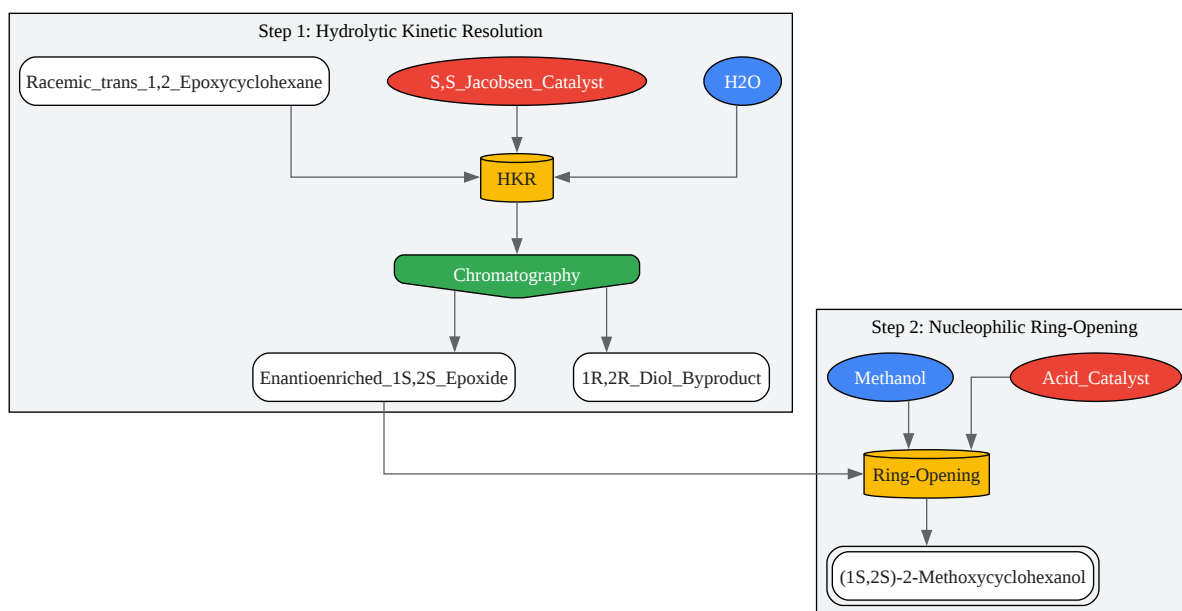 Step 1: Hydrolytic Kinetic Resolution
Racemic_trans_1,2_Epoxycyclohexane
S,S_Jacobsen_Catalyst
H2O
HKR
Chromatography
Enantioenriched_1S,2S_Epoxide
1R,2R_Diol_Byproduct
Step 2: Nucleophilic Ring-Opening
Methanol
Acid_Catalyst
Ring-Opening
(1S,2S)-2-Methoxycyclohexanol